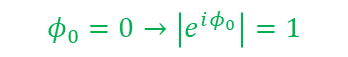 ϕ₀ = 0 → |e^{iϕ₀}| = 1